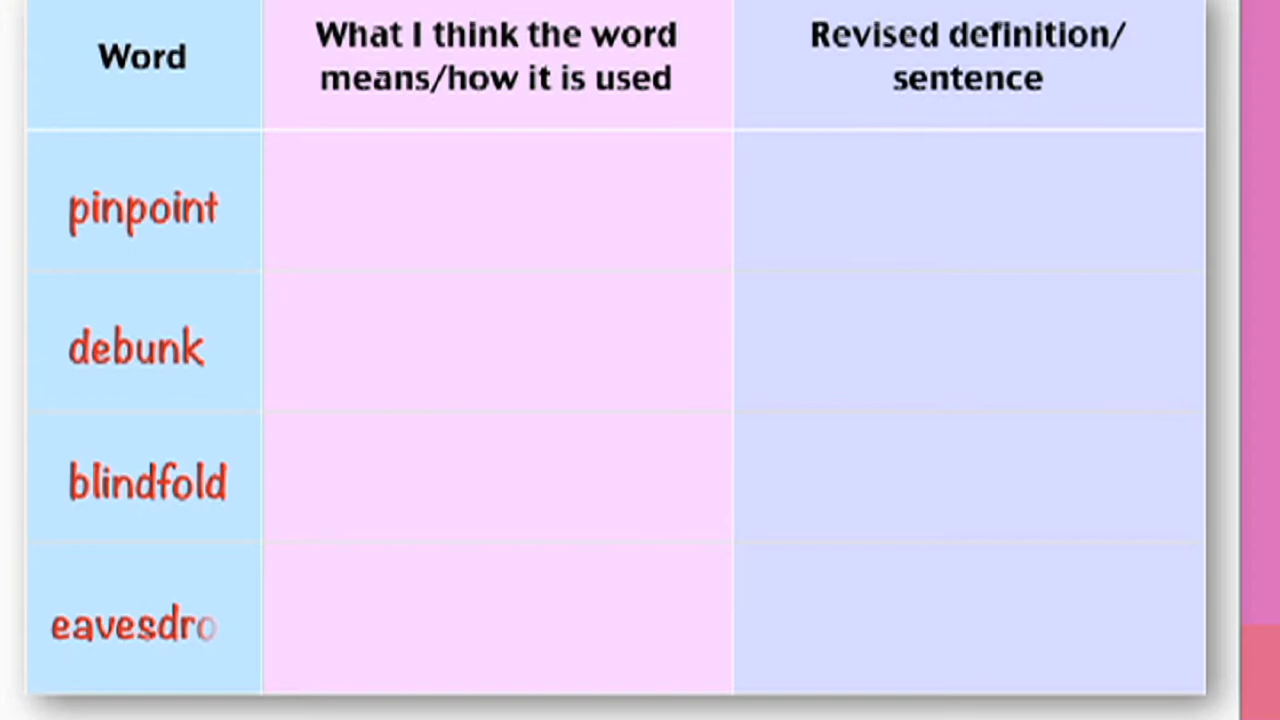 Word
What I think the word
means/how it is used
Revised definition/
sentence
pinpoint
debunk
blindfold
eavesdro